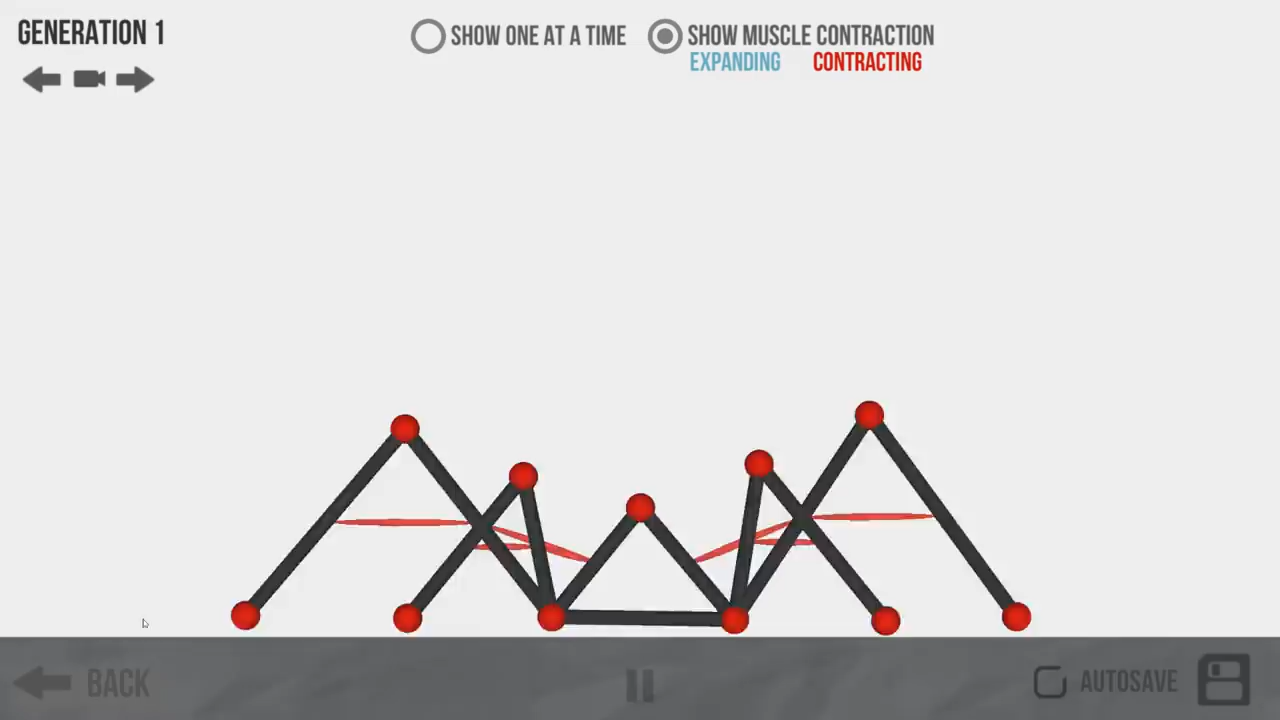 GENERATION 1
SHOW ONE AT A TIME
SHOW MUSCLE CONTRACTION
EXPANDING CONTRACTING
BACK
AUTOSAVE